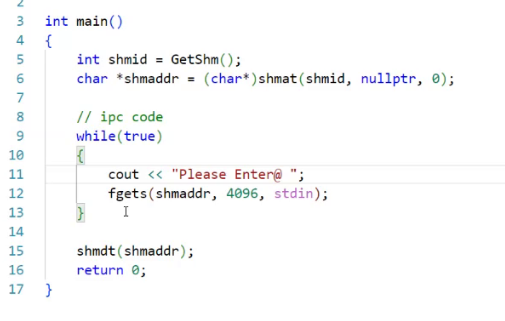 2
3 int main()
4 {
5     int shmid = GetShm();
6     char *shmaddr = (char*)shmat(shmid, nullptr, 0);
7
8     // ipc code
9     while(true)
10     {
11         cout << "Please Enter@ ";
12         fgets(shmaddr, 4096, stdin);
13     }
14
15     shmdt(shmaddr);
16     return 0;
17 }